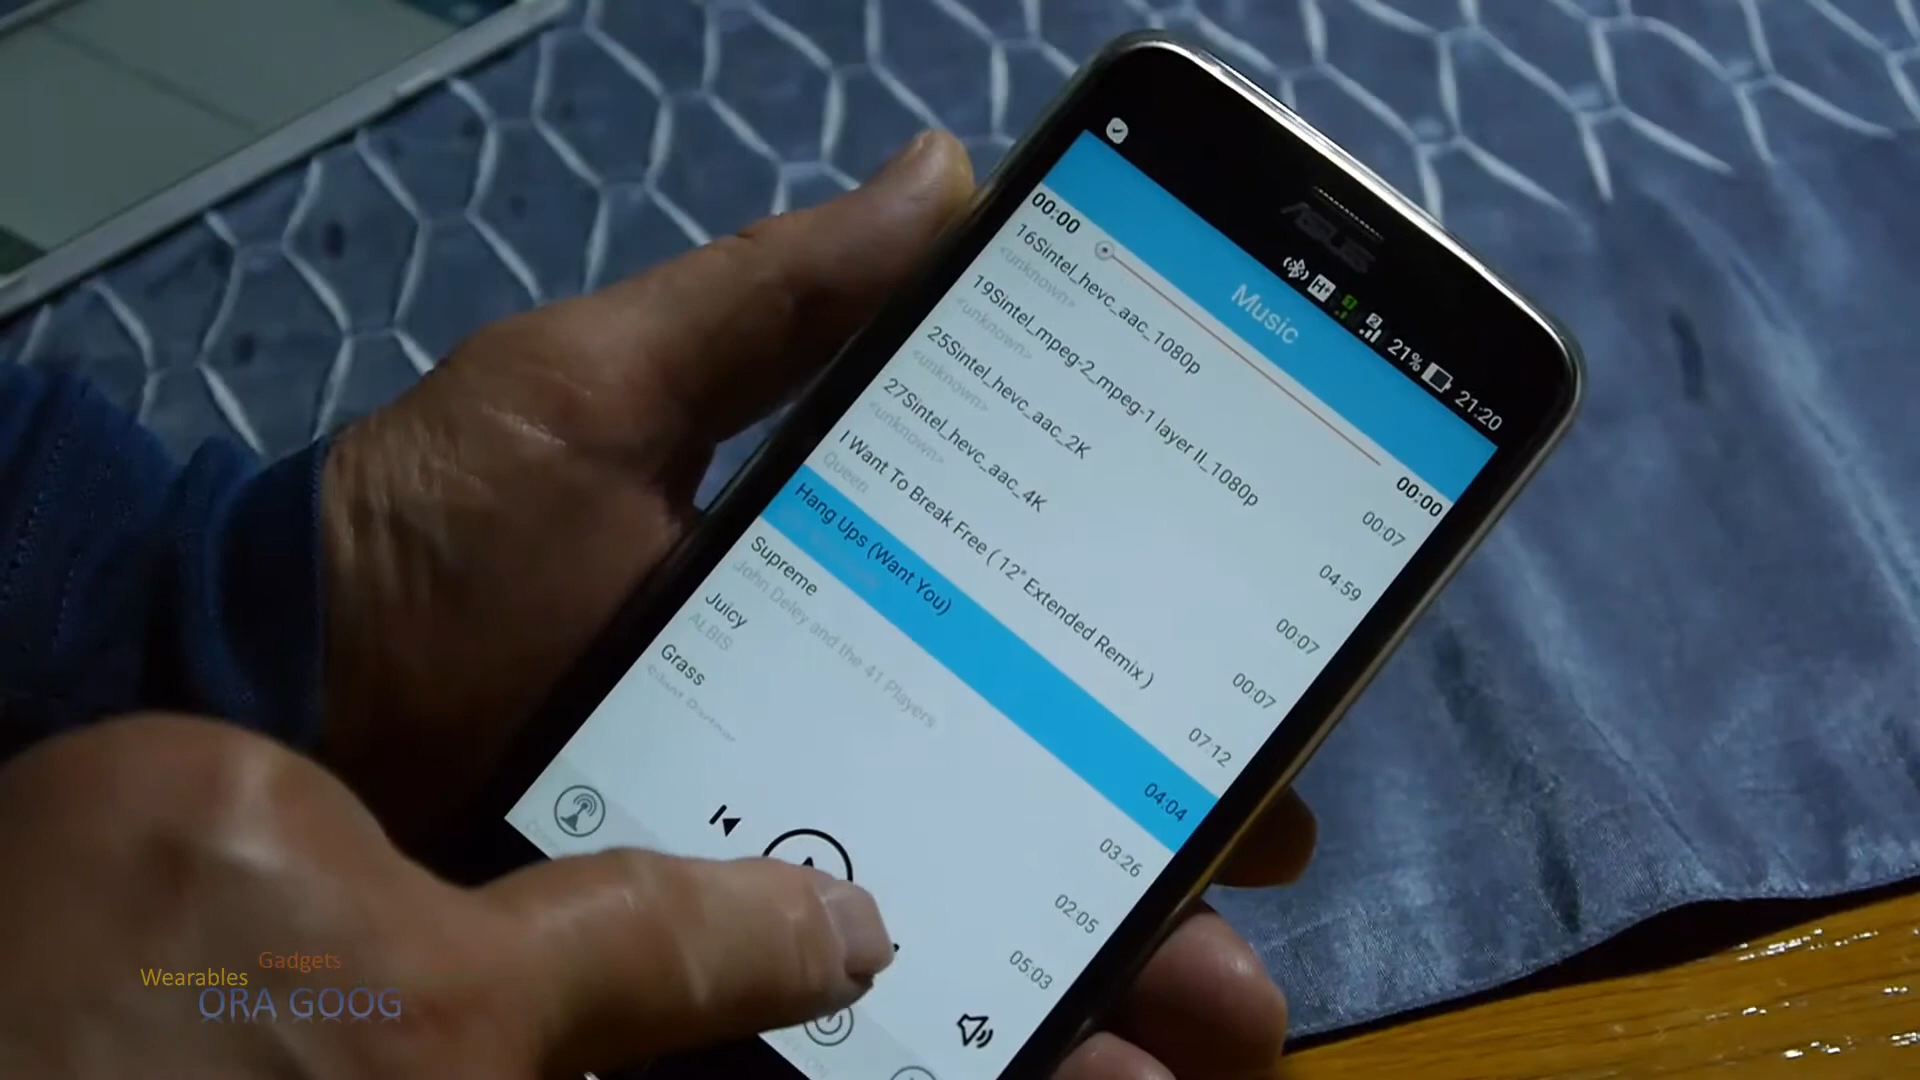 ASUS
21% 21:20
Music
00:00 00:00
16Sintel_hevc_aac_1080p 00:07
<unknown>
19Sintel_mpeg-2_mpeg-1 layer II_1080p 04:59
<unknown>
25Sintel_hevc_aac_2K 00:07
<unknown>
27Sintel_hevc_aac_4K 00:07
<unknown>
I Want To Break Free ( 12" Extended Remix ) 07:12
Queen
Hang Ups (Want You) 04:04
Supreme 03:26
John Deley and the 41 Players
Juicy 02:05
ALBIS
Grass 05:03
Silent Partner
Gadgets
Wearables
ORA GOOG